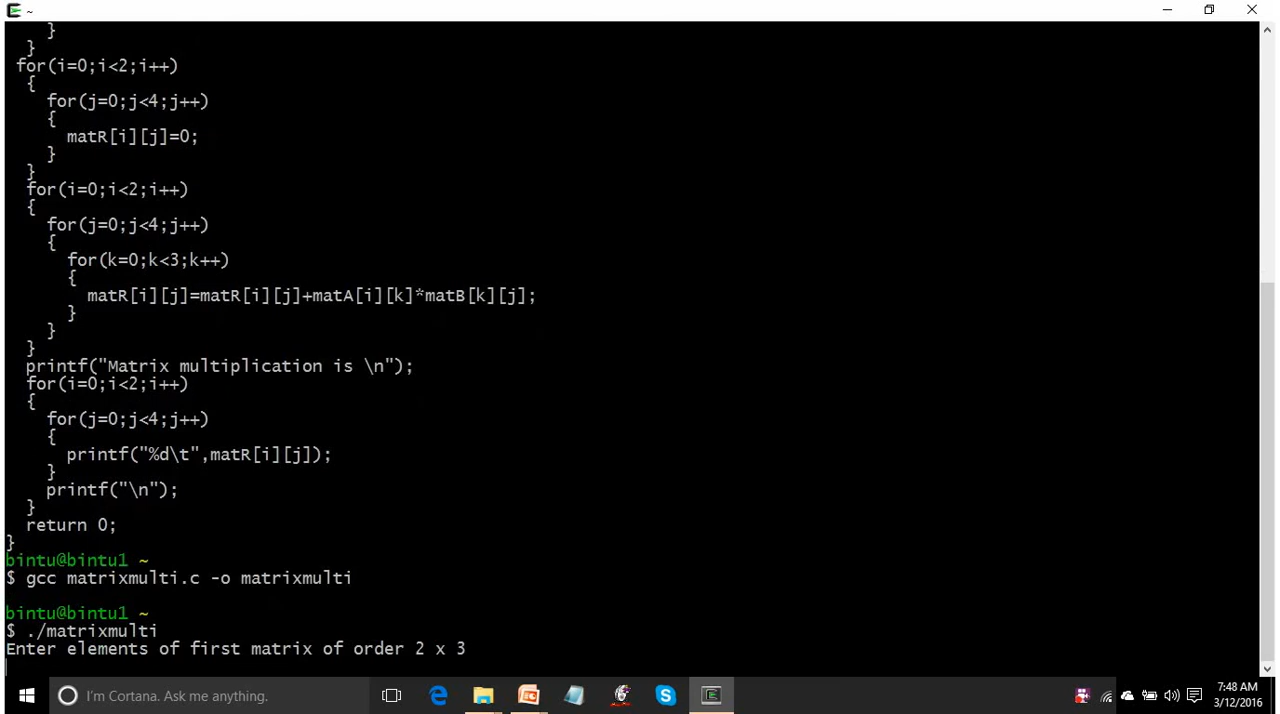 ~
}
}
for(i=0;i<2;i++)
{
for(j=0;j<4;j++)
{
matR[i][j]=0;
}
}
for(i=0;i<2;i++)
{
for(j=0;j<4;j++)
{
for(k=0;k<3;k++)
{
matR[i][j]=matR[i][j]+matA[i][k]*matB[k][j];
}
}
}
printf("Matrix multiplication is \n");
for(i=0;i<2;i++)
{
for(j=0;j<4;j++)
{
printf("%d\t",matR[i][j]);
}
printf("\n");
}
return 0;
}
bintu@bintu1 ~
$ gcc matrixmulti.c -o matrixmulti
bintu@bintu1 ~
$ ./matrixmulti
Enter elements of first matrix of order 2 x 3
I'm Cortana. Ask me anything.
7:48 AM
3/12/2016